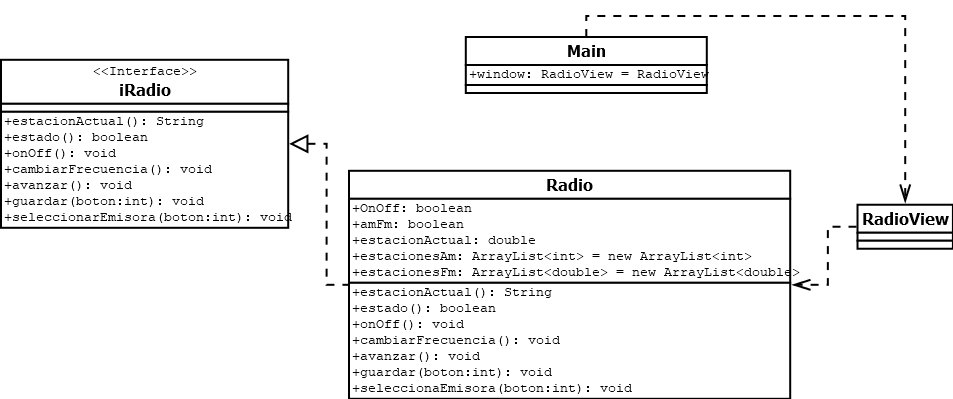 Main
+window: RadioView = RadioView
<<Interface>>
iRadio
+estacionActual(): String
+estado(): boolean
+onOff(): void
+cambiarFrecuencia(): void
+avanzar(): void
+guardar(boton:int): void
+seleccionarEmisora(boton:int): void
Radio
+OnOff: boolean
+amFm: boolean
+estacionActual: double
+estacionesAm: ArrayList<int> = new ArrayList<int>
+estacionesFm: ArrayList<double> = new ArrayList<double>
+estacionActual(): String
+estado(): boolean
+onOff(): void
+cambiarFrecuencia(): void
+avanzar(): void
+guardar(boton:int): void
+seleccionaEmisora(boton:int): void
RadioView